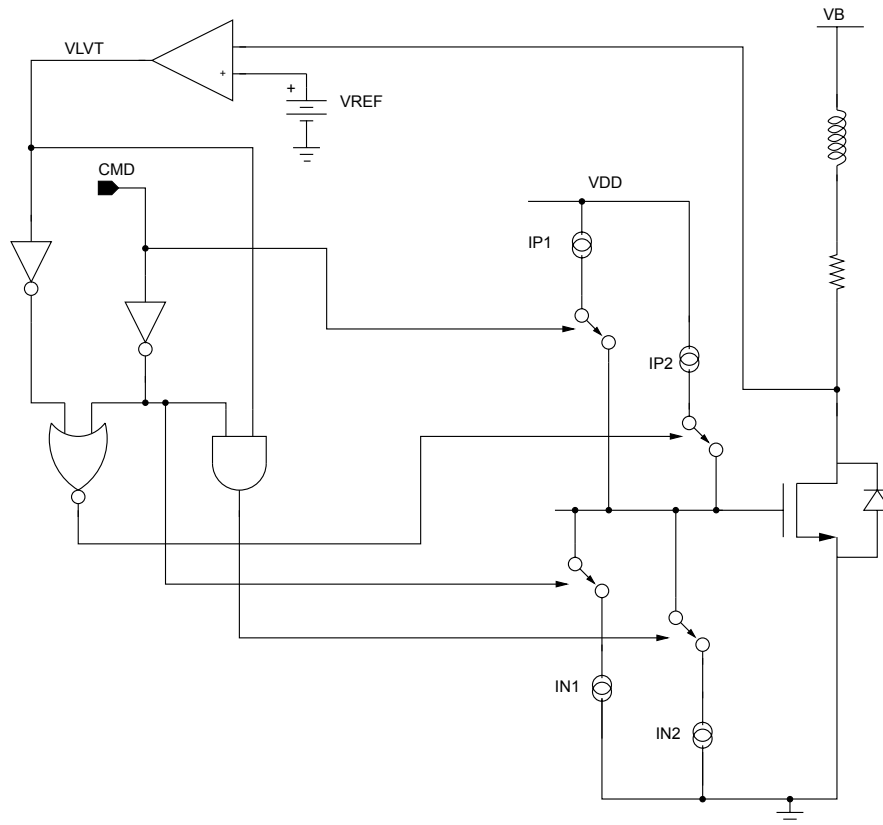 VB
VLVT
+
+
VREF
CMD
VDD
IP1
IP2
IN1
IN2